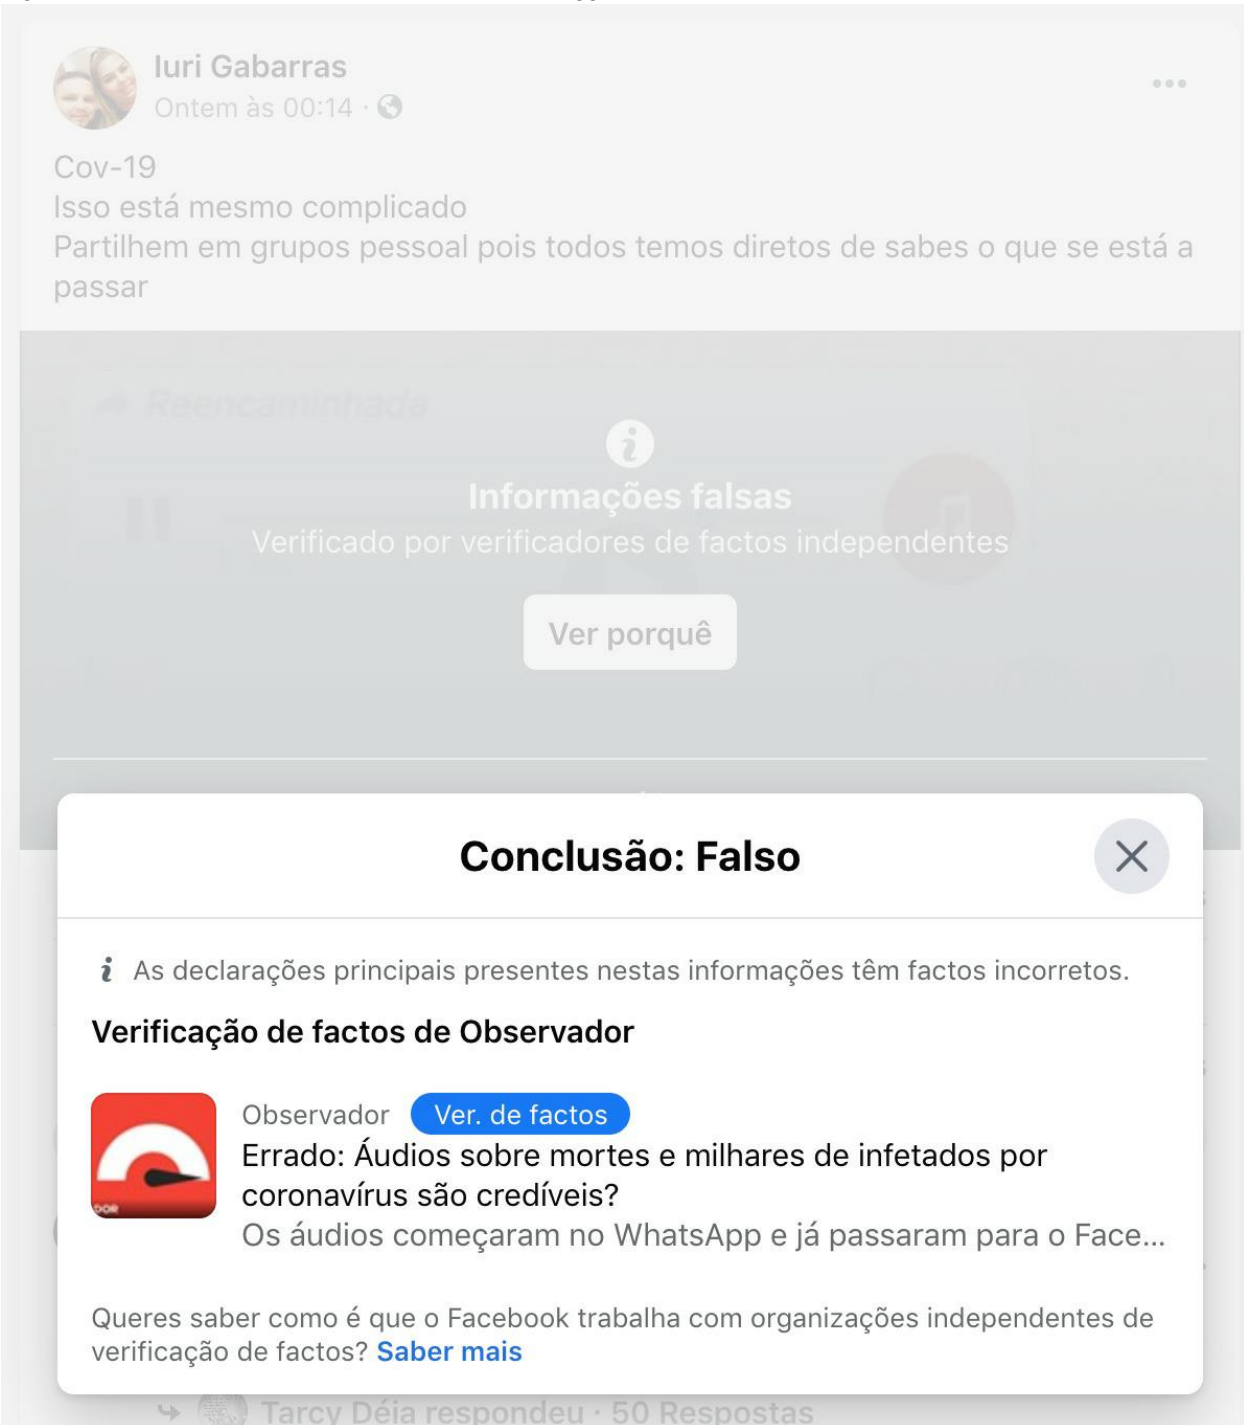 Iuri Gabarras
Ontem às 00:14 ·
Cov-19
Isso está mesmo complicado
Partilhem em grupos pessoal pois todos temos diretos de sabes o que se está a
passar
Reencaminhada
Informações falsas
Verificado por verificadores de factos independentes
Ver porquê
Conclusão: Falso
As declarações principais presentes nestas informações têm factos incorretos.
Verificação de factos de Observador
Observador Ver. de factos
Errado: Áudios sobre mortes e milhares de infetados por
coronavírus são credíveis?
Os áudios começaram no WhatsApp e já passaram para o Face...
Queres saber como é que o Facebook trabalha com organizações independentes de
verificação de factos? Saber mais
Tarcy Déia respondeu · 50 Respostas